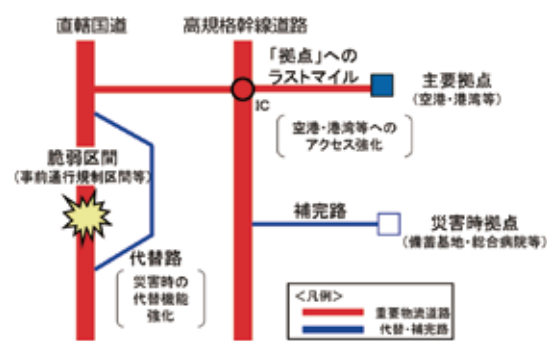 直轄国道
高規格幹線道路
「拠点」への
ラストマイル
主要拠点
(空港・港湾等)
IC
空港・港湾等への
アクセス強化
脆弱区間
(事前通行規制区間等)
補完路
災害時拠点
(備蓄基地・総合病院等)
代替路
災害時の
代替機能
強化
<凡例>
重要物流道路
代替・補完路